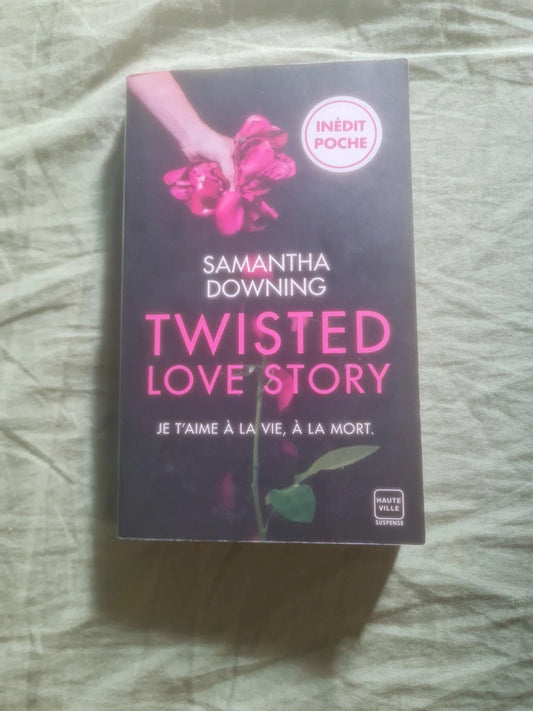 INÉDIT
POCHE
SAMANTHA
DOWNING
TWISTED
LOVE STORY
JE T'AIME À LA VIE, À LA MORT.
HAUTE
VILLE
SUSPENSE